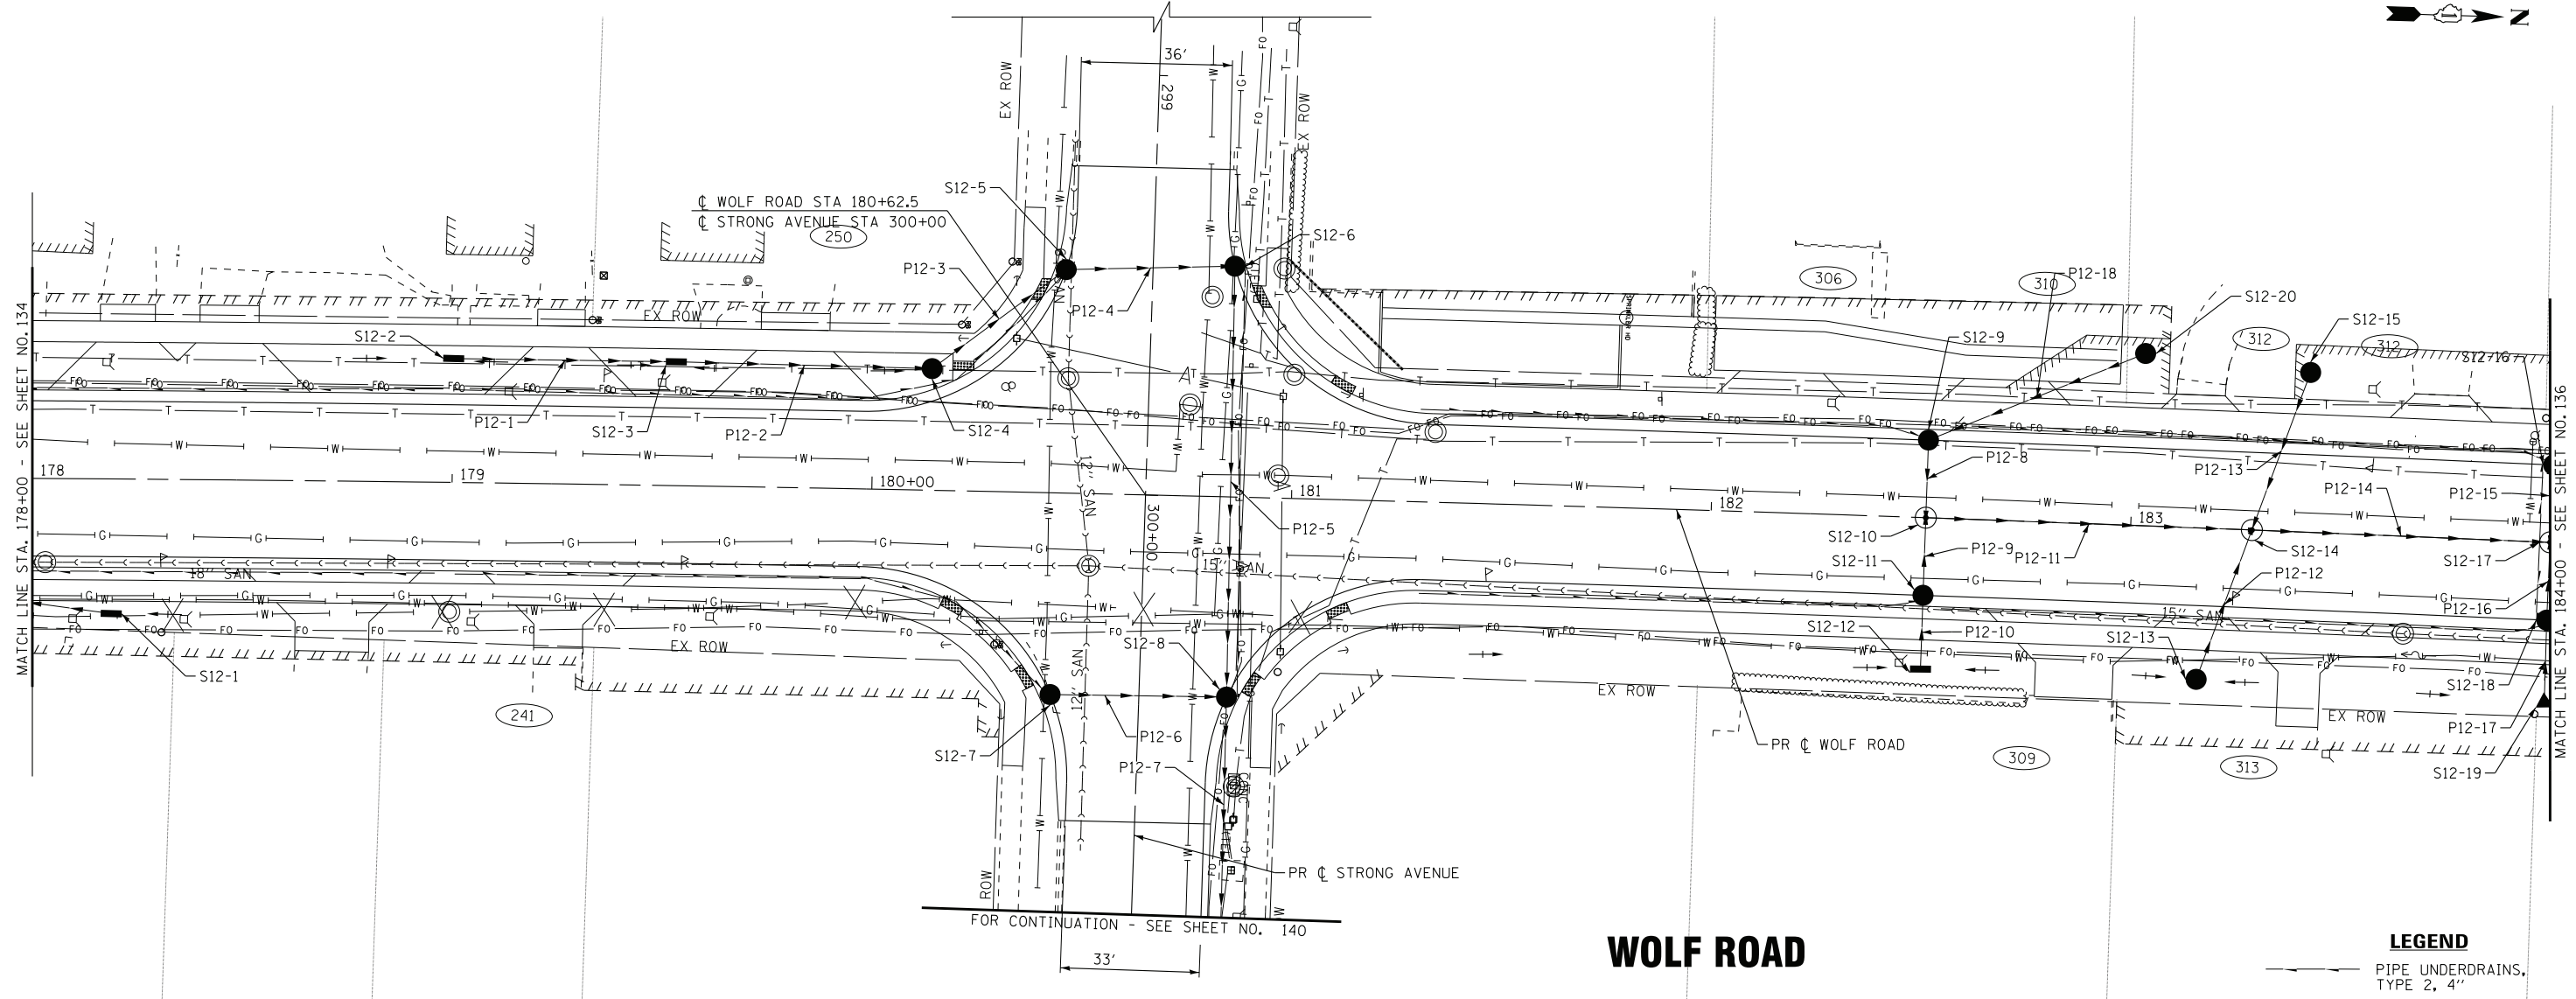 N
36'
299
EX ROW
EX ROW
S12-5
℄ WOLF ROAD STA 180+62.5
℄ STRONG AVENUE STA 300+00
250
S12-6
P12-3
P12-4
306
310
P12-18
S12-20
S12-15
S12-9
312
312
S12-16
EX ROW
S12-2
P12-1
S12-3
P12-2
S12-4
MATCH LINE STA. 178+00 - SEE SHEET NO.134
MATCH LINE STA. 184+00 - SEE SHEET NO.136
178
179
180+00
181
182
183
12" SAN
300+00
P12-5
P12-8
P12-13
P12-14
P12-15
S12-10
P12-9
P12-11
S12-14
S12-17
S12-11
P12-12
P12-16
18" SAN
15" SAN
15" SAN
S12-12
P12-10
S12-13
S12-8
S12-1
EX ROW
12" SAN
EX ROW
EX ROW
S12-18
P12-17
241
S12-7
P12-6
P12-7
PR ℄ WOLF ROAD
309
313
S12-19
PR ℄ STRONG AVENUE
ROW
FOR CONTINUATION - SEE SHEET NO. 140
33'
WOLF ROAD
LEGEND
PIPE UNDERDRAINS,
TYPE 2, 4"